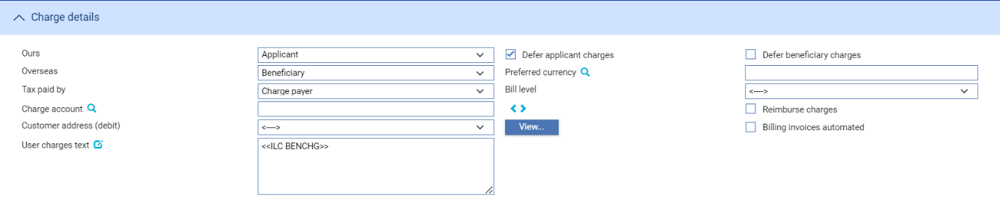 Charge details
Ours Applicant Defer applicant charges Defer beneficiary charges
Overseas Beneficiary Preferred currency
Tax paid by Charge payer Bill level <---->
Charge account Reimburse charges
Customer address (debit) <----> View... Billing invoices automated
User charges text <<ILC BENCHG>>